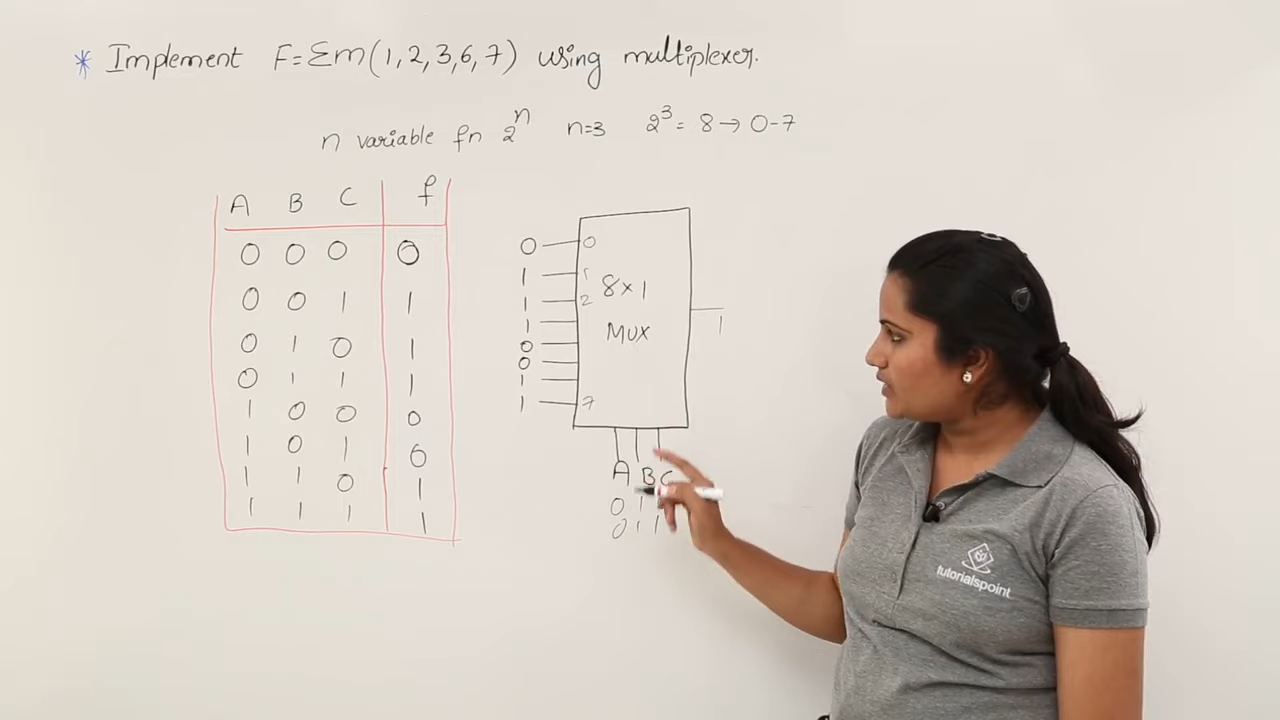 * Implement F=Σm(1,2,3,6,7) using multiplexer.
n variable fn 2^n n=3 2^3 = 8 → 0-7
A B C f
0 0 0 0
0 0 1 1
0 1 0 1
0 1 1 1
1 0 0 0
1 0 1 0
1 1 0 1
1 1 1 1
0 0
1 1
1 2
1
0
0
1
1 7
8×1
MUX
1
A B C
0 1
0 1 1
tutorialspoint